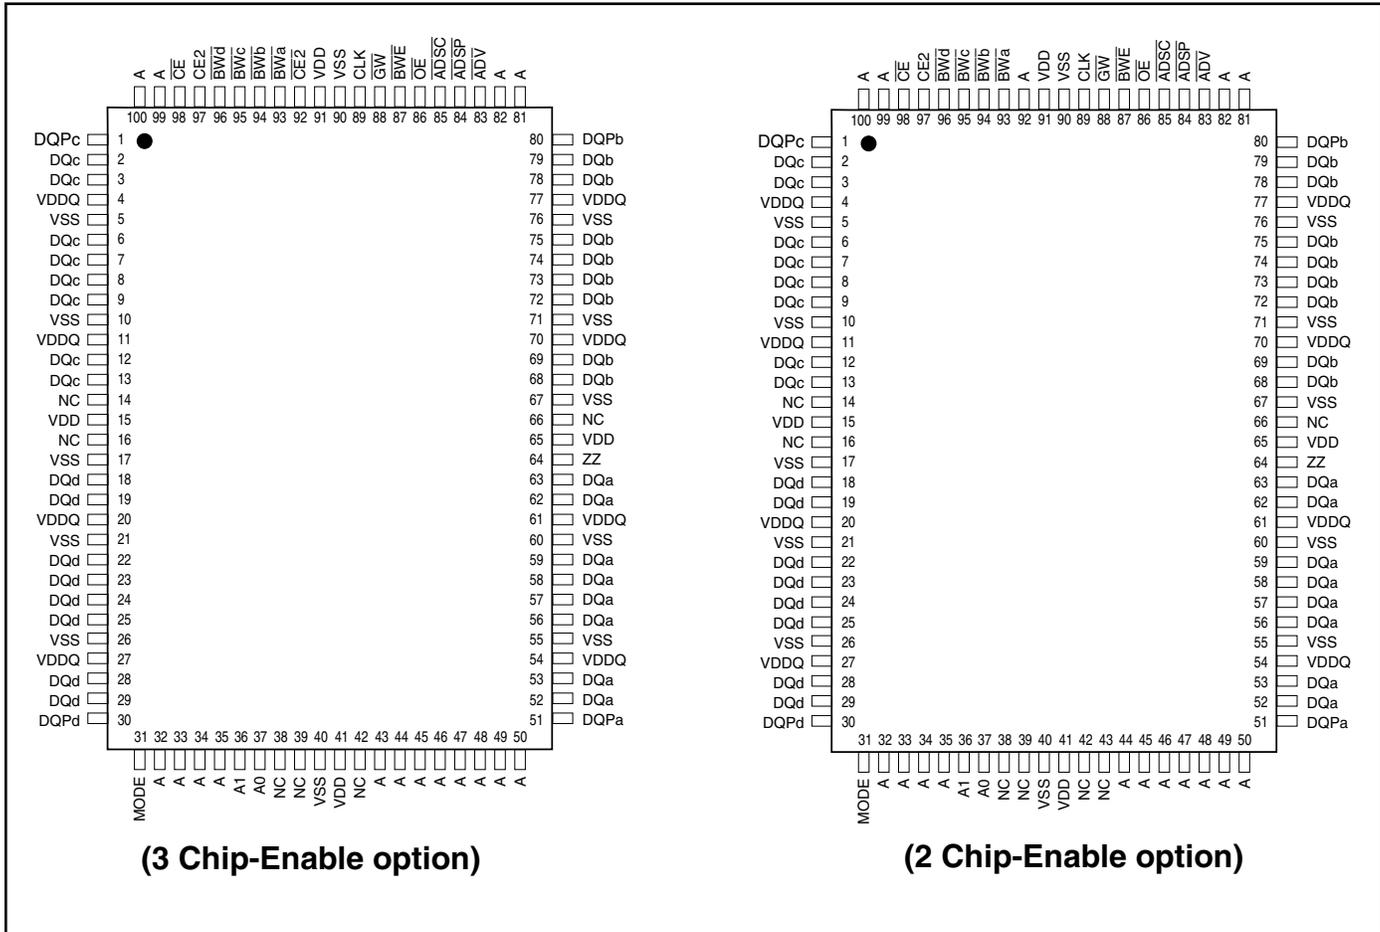 A A CE CE2 BWd BWc BWb BWa CE2 VDD VSS CLK GW BWE OE ADSC ADSP ADV A A
100 99 98 97 96 95 94 93 92 91 90 89 88 87 86 85 84 83 82 81
DQPc 1 80 DQPb
DQc 2 79 DQb
DQc 3 78 DQb
VDDQ 4 77 VDDQ
VSS 5 76 VSS
DQc 6 75 DQb
DQc 7 74 DQb
DQc 8 73 DQb
DQc 9 72 DQb
VSS 10 71 VSS
VDDQ 11 70 VDDQ
DQc 12 69 DQb
DQc 13 68 DQb
NC 14 67 VSS
VDD 15 66 NC
NC 16 65 VDD
VSS 17 64 ZZ
DQd 18 63 DQa
DQd 19 62 DQa
VDDQ 20 61 VDDQ
VSS 21 60 VSS
DQd 22 59 DQa
DQd 23 58 DQa
DQd 24 57 DQa
DQd 25 56 DQa
VSS 26 55 VSS
VDDQ 27 54 VDDQ
DQd 28 53 DQa
DQd 29 52 DQa
DQPd 30 51 DQPa
31 32 33 34 35 36 37 38 39 40 41 42 43 44 45 46 47 48 49 50
MODE A A A A A1 A0 NC NC VSS VDD NC A A A A A A A A
(3 Chip-Enable option)
A A CE CE2 BWd BWc BWb BWa A VDD VSS CLK GW BWE OE ADSC ADSP ADV A A
100 99 98 97 96 95 94 93 92 91 90 89 88 87 86 85 84 83 82 81
DQPc 1 80 DQPb
DQc 2 79 DQb
DQc 3 78 DQb
VDDQ 4 77 VDDQ
VSS 5 76 VSS
DQc 6 75 DQb
DQc 7 74 DQb
DQc 8 73 DQb
DQc 9 72 DQb
VSS 10 71 VSS
VDDQ 11 70 VDDQ
DQc 12 69 DQb
DQc 13 68 DQb
NC 14 67 VSS
VDD 15 66 NC
NC 16 65 VDD
VSS 17 64 ZZ
DQd 18 63 DQa
DQd 19 62 DQa
VDDQ 20 61 VDDQ
VSS 21 60 VSS
DQd 22 59 DQa
DQd 23 58 DQa
DQd 24 57 DQa
DQd 25 56 DQa
VSS 26 55 VSS
VDDQ 27 54 VDDQ
DQd 28 53 DQa
DQd 29 52 DQa
DQPd 30 51 DQPa
31 32 33 34 35 36 37 38 39 40 41 42 43 44 45 46 47 48 49 50
MODE A A A A A1 A0 NC NC VSS VDD NC NC A A A A A A A
(2 Chip-Enable option)